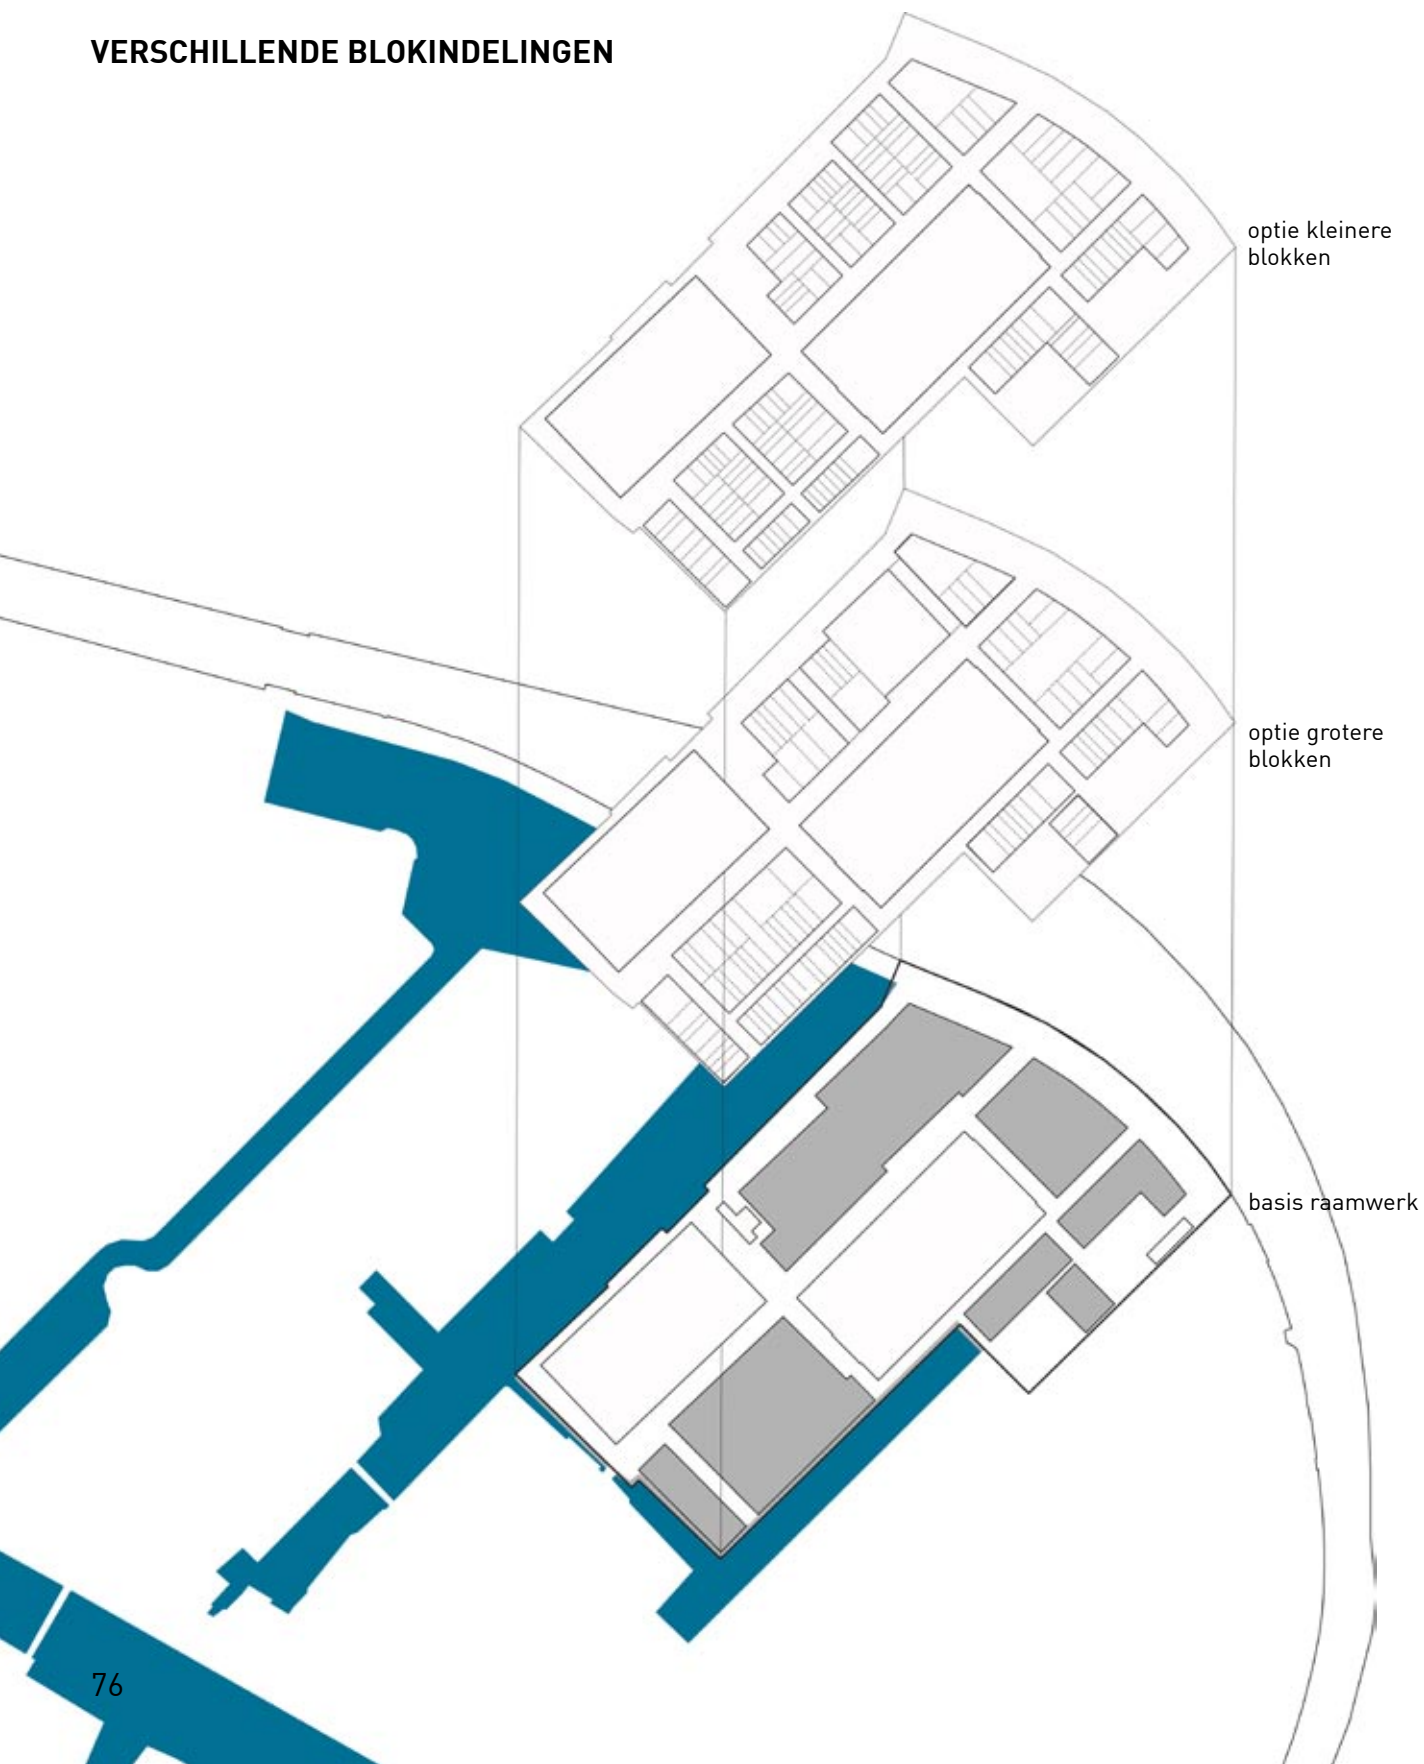 VERSCHILLENDE BLOKINDELINGEN
optie kleinere
blokken
optie grotere
blokken
basis raamwerk
76